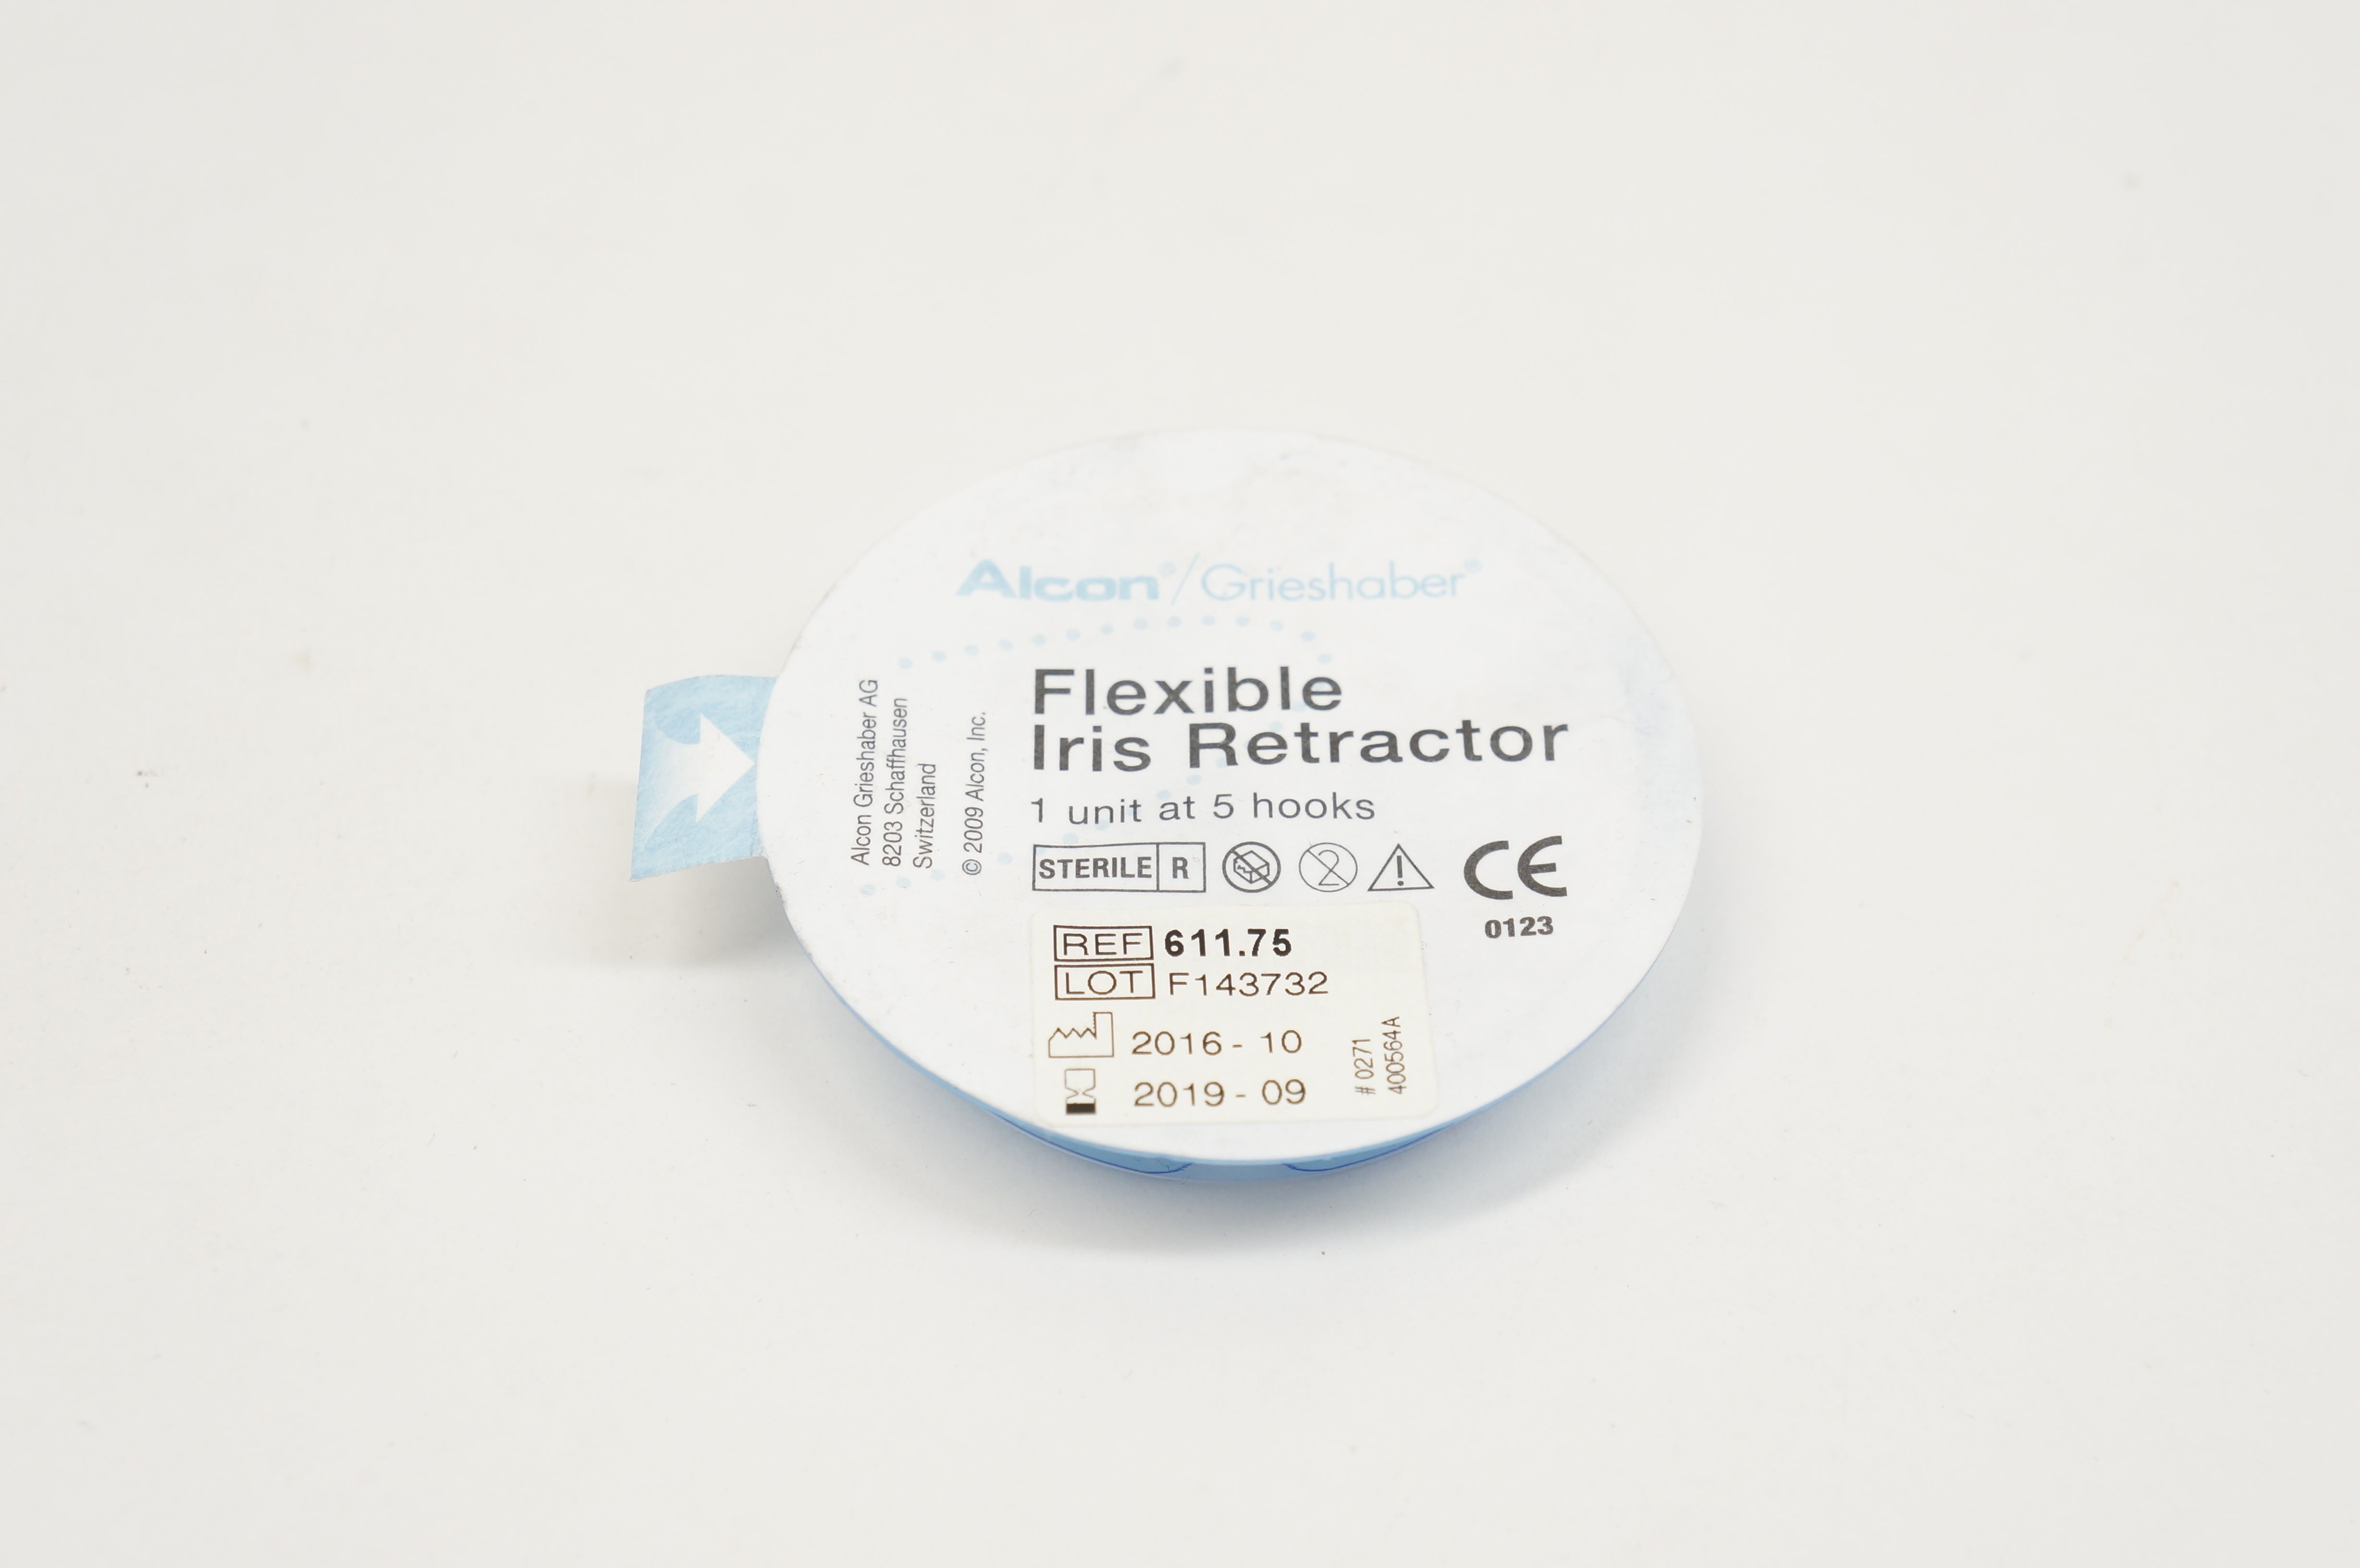 Alcon®/Grieshaber®
Flexible
Iris Retractor
1 unit at 5 hooks
STERILE R
2
CE
0123
REF 611.75
LOT F143732
2016-10
2019-09
# 0271
400564A
Alcon Grieshaber AG
8203 Schaffhausen
Switzerland
© 2009 Alcon, Inc.